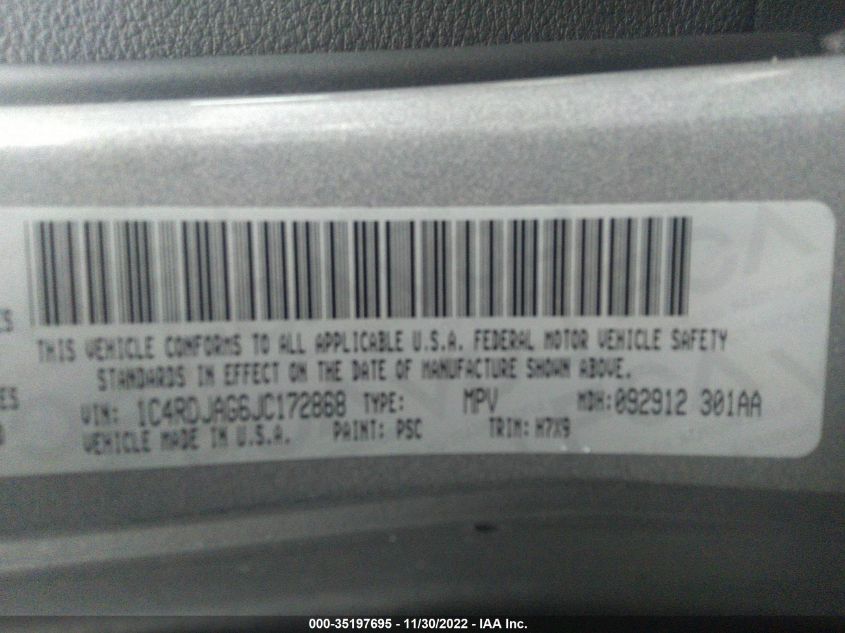 ES
THIS VEHICLE CONFORMS TO ALL APPLICABLE U.S.A. FEDERAL MOTOR VEHICLE SAFETY
STANDARDS IN EFFECT ON THE DATE OF MANUFACTURE SHOWN ABOVE.
ES VIN: 1C4RDJAG6JC172868 TYPE: MPV MDH:092912 301AA
VEHICLE MADE IN U.S.A. PAINT: PSC TRIM: H7X9
000-35197695 - 11/30/2022 - IAA Inc.